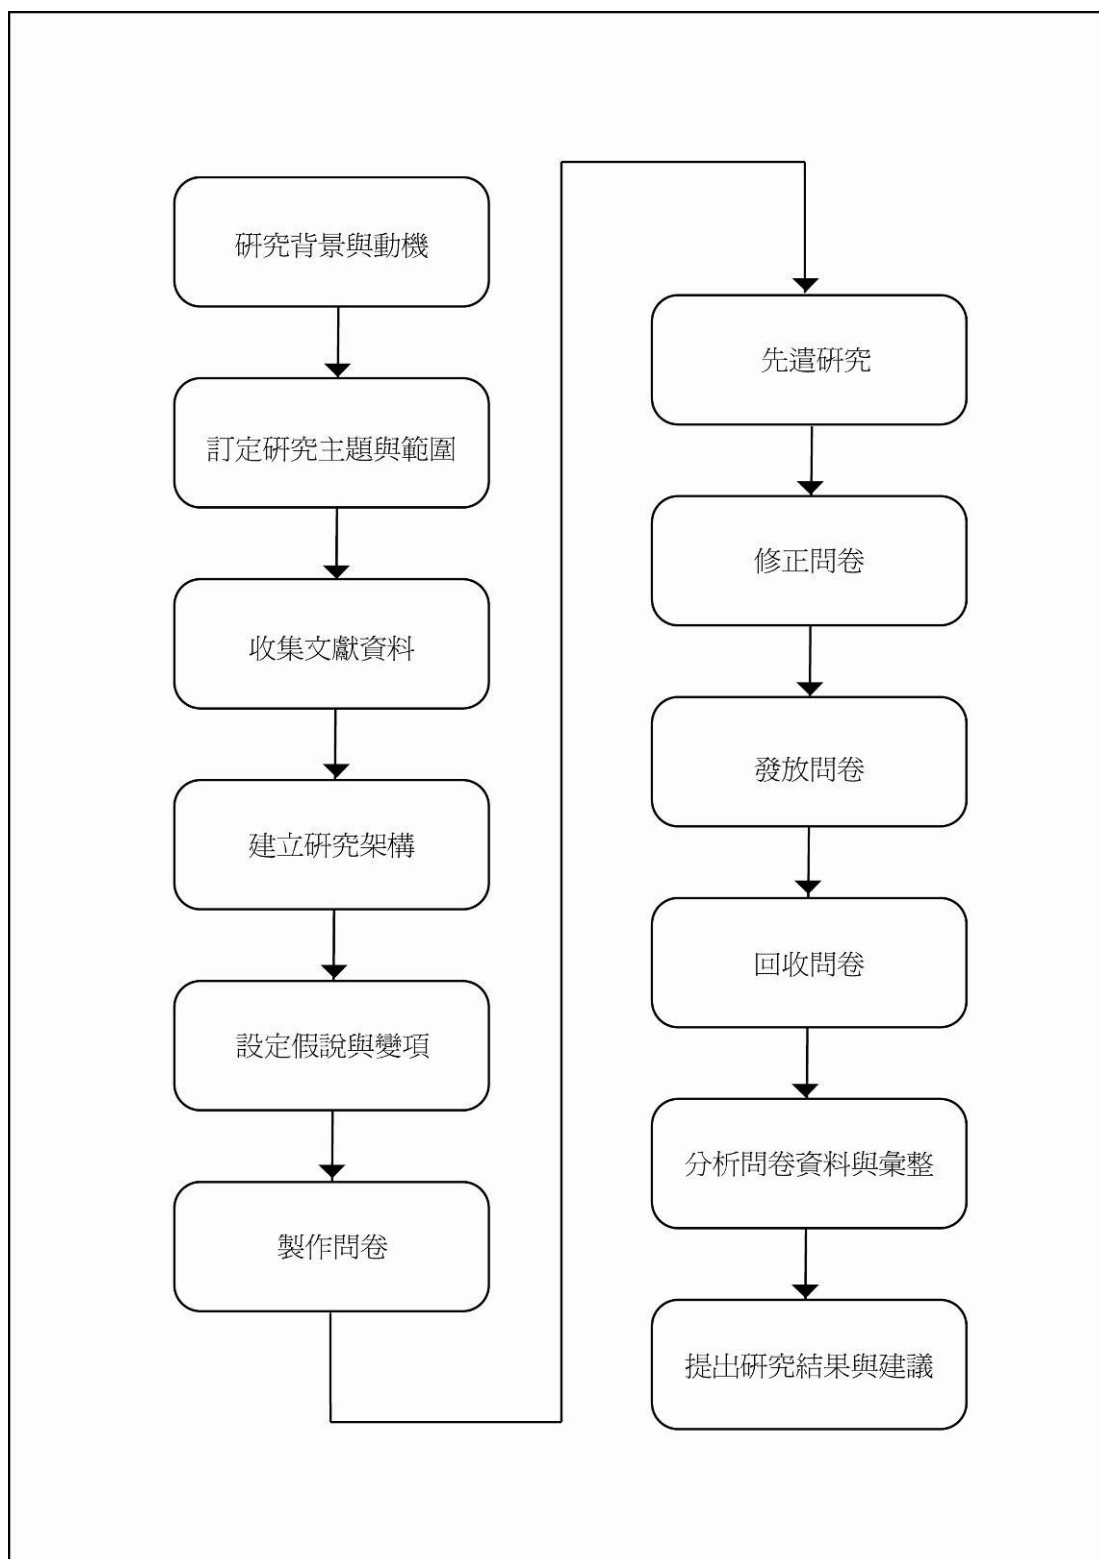 研究背景與動機
訂定研究主題與範圍
收集文獻資料
建立研究架構
設定假說與變項
製作問卷
先遣研究
修正問卷
發放問卷
回收問卷
分析問卷資料與彙整
提出研究結果與建議